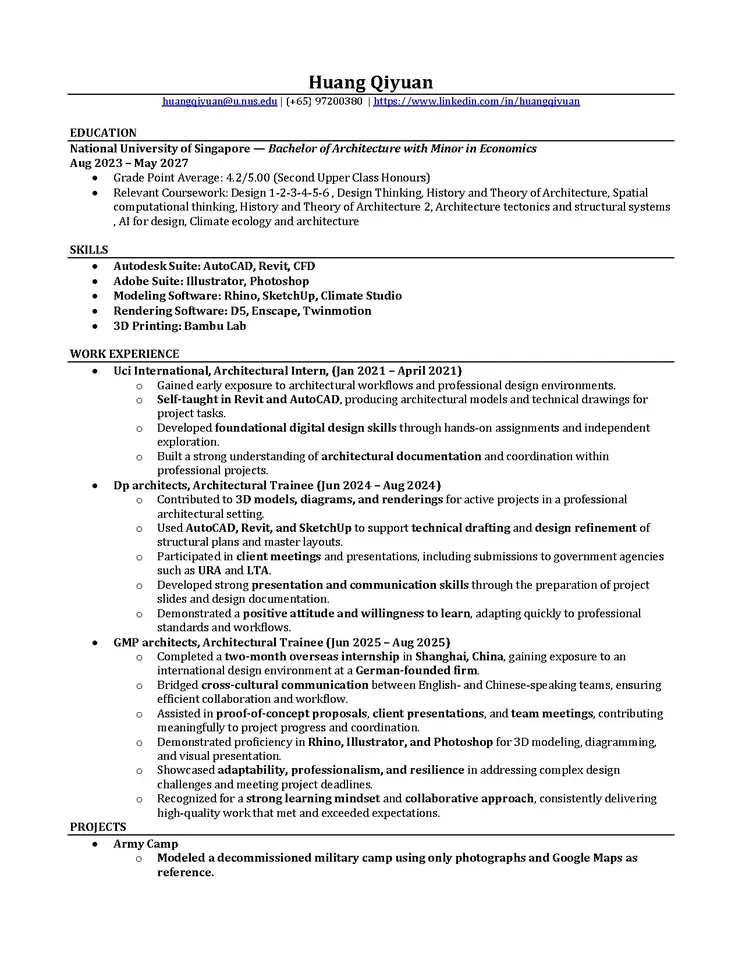 Huang Qiyuan
huangqiyuan@u.nus.edu | (+65) 97200380 | https://www.linkedin.com/in/huangqiyuan
EDUCATION
National University of Singapore — Bachelor of Architecture with Minor in Economics
Aug 2023 – May 2027
• Grade Point Average: 4.2/5.00 (Second Upper Class Honours)
• Relevant Coursework: Design 1-2-3-4-5-6 , Design Thinking, History and Theory of Architecture, Spatial
computational thinking, History and Theory of Architecture 2, Architecture tectonics and structural systems
, AI for design, Climate ecology and architecture
SKILLS
• Autodesk Suite: AutoCAD, Revit, CFD
• Adobe Suite: Illustrator, Photoshop
• Modeling Software: Rhino, SketchUp, Climate Studio
• Rendering Software: D5, Enscape, Twinmotion
• 3D Printing: Bambu Lab
WORK EXPERIENCE
• Uci International, Architectural Intern, (Jan 2021 – April 2021)
o Gained early exposure to architectural workflows and professional design environments.
o Self-taught in Revit and AutoCAD, producing architectural models and technical drawings for
project tasks.
o Developed foundational digital design skills through hands-on assignments and independent
exploration.
o Built a strong understanding of architectural documentation and coordination within
professional projects.
• Dp architects, Architectural Trainee (Jun 2024 – Aug 2024)
o Contributed to 3D models, diagrams, and renderings for active projects in a professional
architectural setting.
o Used AutoCAD, Revit, and SketchUp to support technical drafting and design refinement of
structural plans and master layouts.
o Participated in client meetings and presentations, including submissions to government agencies
such as URA and LTA.
o Developed strong presentation and communication skills through the preparation of project
slides and design documentation.
o Demonstrated a positive attitude and willingness to learn, adapting quickly to professional
standards and workflows.
• GMP architects, Architectural Trainee (Jun 2025 – Aug 2025)
o Completed a two-month overseas internship in Shanghai, China, gaining exposure to an
international design environment at a German-founded firm.
o Bridged cross-cultural communication between English- and Chinese-speaking teams, ensuring
efficient collaboration and workflow.
o Assisted in proof-of-concept proposals, client presentations, and team meetings, contributing
meaningfully to project progress and coordination.
o Demonstrated proficiency in Rhino, Illustrator, and Photoshop for 3D modeling, diagramming,
and visual presentation.
o Showcased adaptability, professionalism, and resilience in addressing complex design
challenges and meeting project deadlines.
o Recognized for a strong learning mindset and collaborative approach, consistently delivering
high-quality work that met and exceeded expectations.
PROJECTS
• Army Camp
o Modeled a decommissioned military camp using only photographs and Google Maps as
reference.